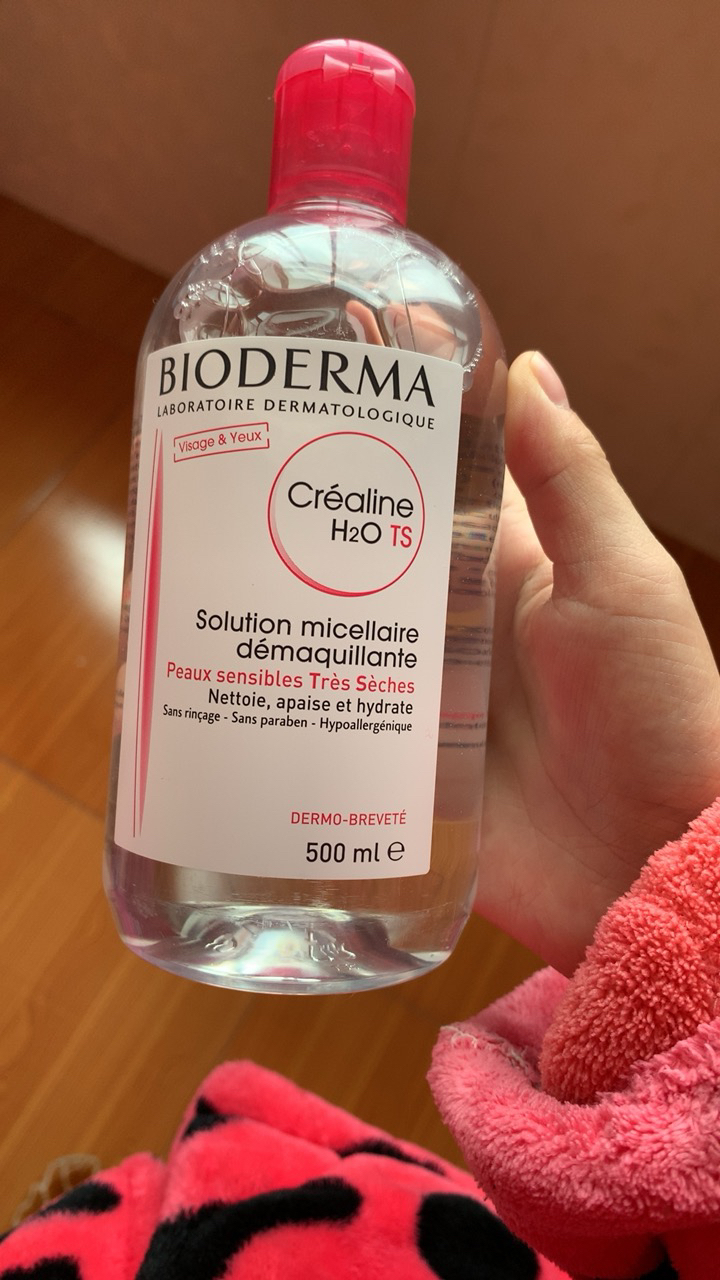 BIODERMA
LABORATOIRE DERMATOLOGIQUE
Visage & Yeux
Créaline
H2O TS
Solution micellaire
démaquillante
Peaux sensibles Très Sèches
Nettoie, apaise et hydrate
Sans rinçage - Sans paraben - Hypoallergénique
DERMO-BREVETÉ
500 ml ℮